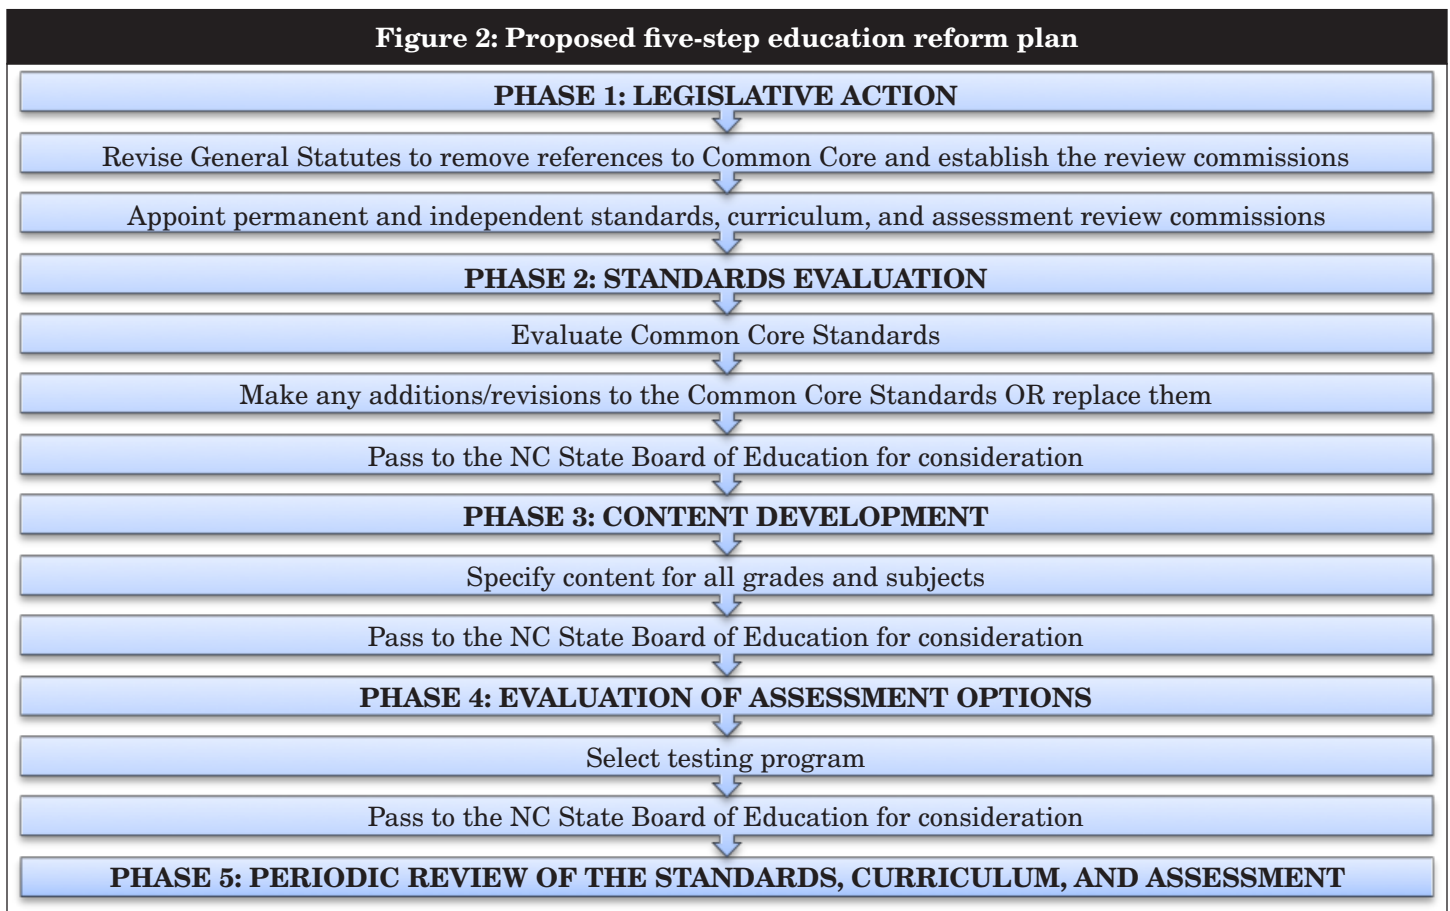 Figure 2: Proposed five-step education reform plan
PHASE 1: LEGISLATIVE ACTION
Revise General Statutes to remove references to Common Core and establish the review commissions
Appoint permanent and independent standards, curriculum, and assessment review commissions
PHASE 2: STANDARDS EVALUATION
Evaluate Common Core Standards
Make any additions/revisions to the Common Core Standards OR replace them
Pass to the NC State Board of Education for consideration
PHASE 3: CONTENT DEVELOPMENT
Specify content for all grades and subjects
Pass to the NC State Board of Education for consideration
PHASE 4: EVALUATION OF ASSESSMENT OPTIONS
Select testing program
Pass to the NC State Board of Education for consideration
PHASE 5: PERIODIC REVIEW OF THE STANDARDS, CURRICULUM, AND ASSESSMENT